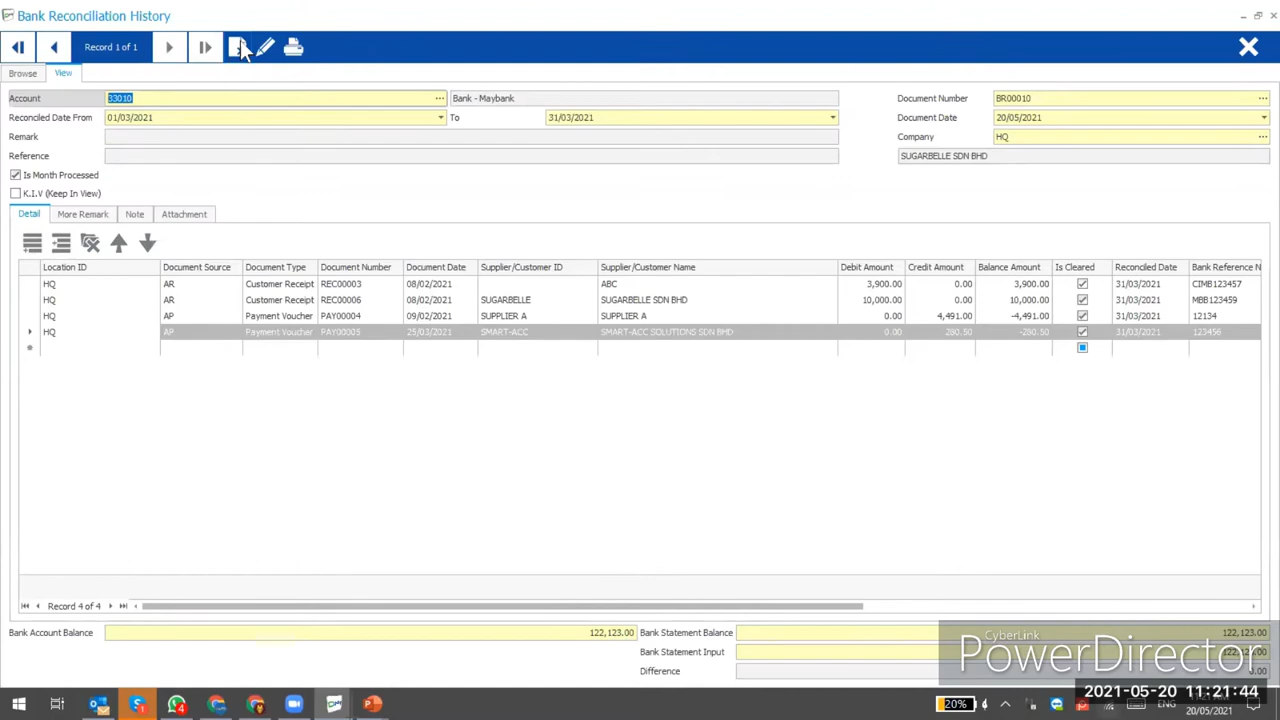 Bank Reconciliation History
Record 1 of 1
Browse View
Account 33010 Bank - Maybank Document Number BR00010
Reconciled Date From 01/03/2021 To 31/03/2021 Document Date 20/05/2021
Remark Company HQ
Reference SUGARBELLE SDN BHD
Is Month Processed
K.I.V (Keep In View)
Detail More Remark Note Attachment
Location ID Document Source Document Type Document Number Document Date Supplier/Customer ID Supplier/Customer Name Debit Amount Credit Amount Balance Amount Is Cleared Reconciled Date Bank Reference N
HQ AR Customer Receipt REC00003 08/02/2021 ABC 3,900.00 0.00 3,900.00 31/03/2021 CIMB123457
HQ AR Customer Receipt REC00006 08/02/2021 SUGARBELLE SUGARBELLE SDN BHD 10,000.00 0.00 10,000.00 31/03/2021 MBB123459
HQ AP Payment Voucher PAY00004 09/02/2021 SUPPLIER A SUPPLIER A 0.00 4,491.00 -4,491.00 31/03/2021 12134
HQ AP Payment Voucher PAY00005 25/03/2021 SMART-ACC SMART-ACC SOLUTIONS SDN BHD 0.00 280.50 -280.50 31/03/2021 123456
Record 4 of 4
Bank Account Balance 122,123.00 Bank Statement Balance 122,123.00
Bank Statement Input
Difference
CyberLink
PowerDirector
2021-05-20 11:21:44
20% ENG
20/05/2021